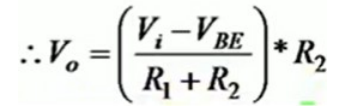 ∴ V_o = ( (V_i − V_BE) / (R_1 + R_2) ) * R_2